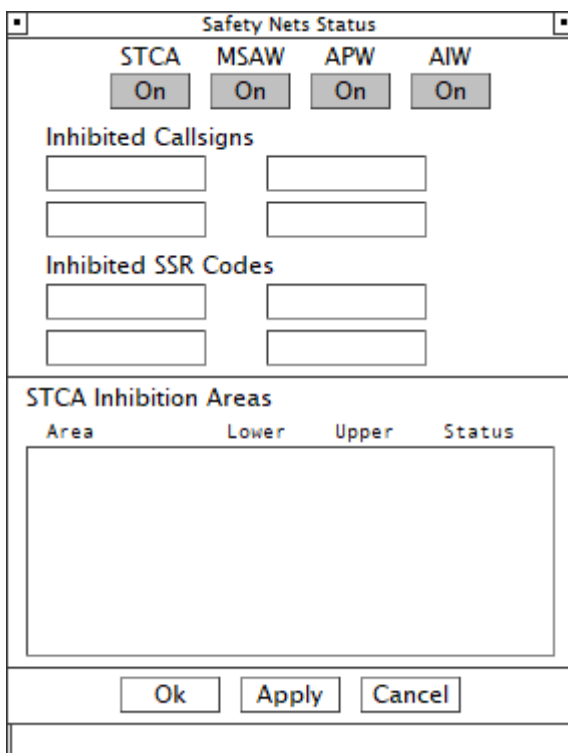 Safety Nets Status
STCA MSAW APW AIW
On On On On
Inhibited Callsigns
Inhibited SSR Codes
STCA Inhibition Areas
Area Lower Upper Status
Ok Apply Cancel